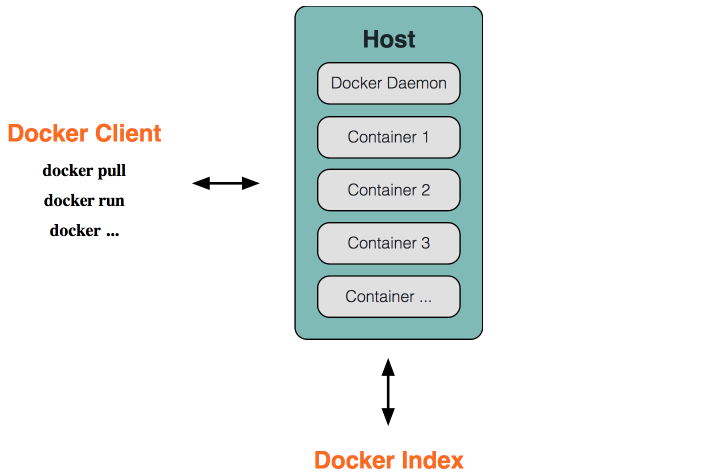 Host
Docker Daemon
Container 1
Container 2
Container 3
Container ...
Docker Client
docker pull
docker run
docker ...
Docker Index